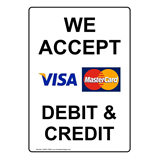 WE
ACCEPT
VISA MasterCard
DEBIT &
CREDIT